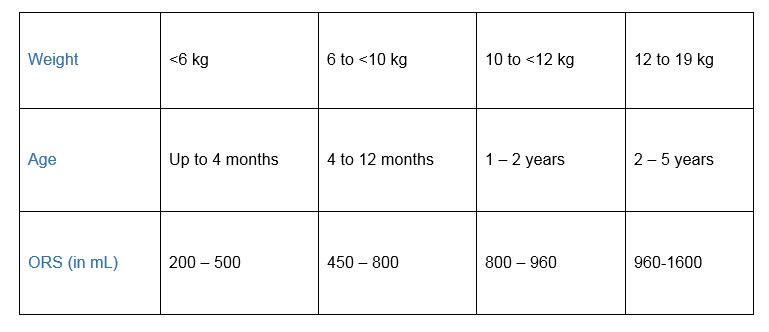 Weight <6 kg 6 to <10 kg 10 to <12 kg 12 to 19 kg
Age Up to 4 months 4 to 12 months 1 – 2 years 2 – 5 years
ORS (in mL) 200 – 500 450 – 800 800 – 960 960-1600